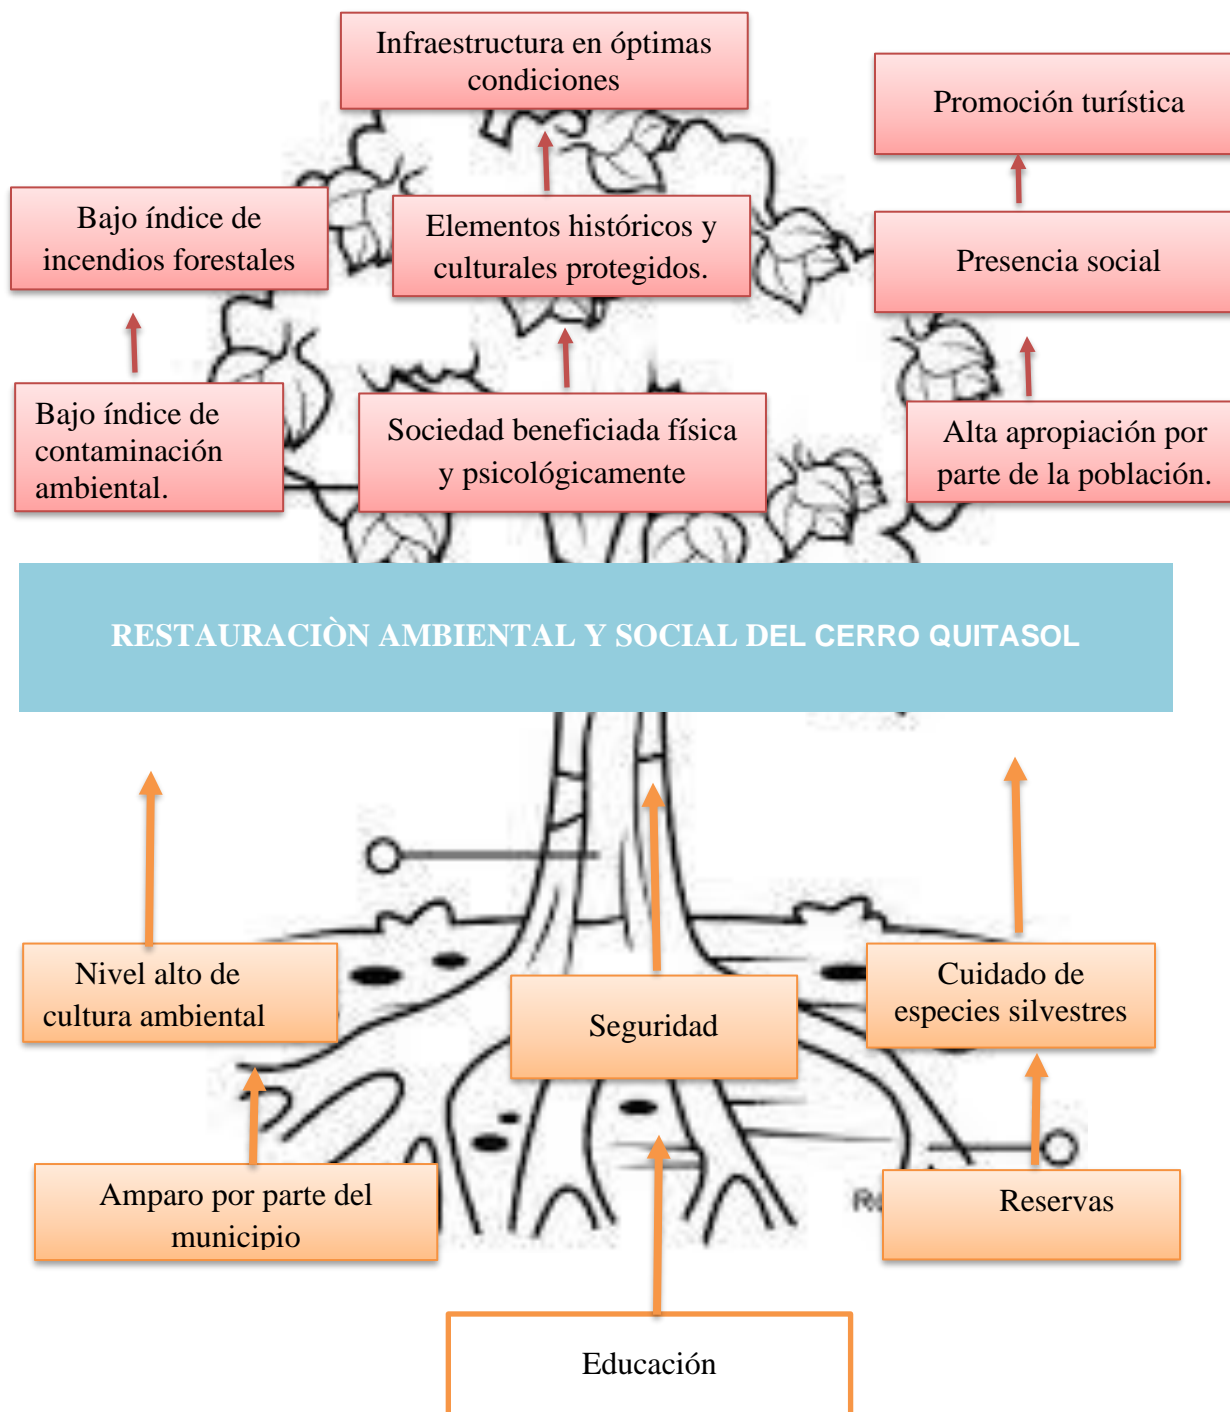 Infraestructura en óptimas
condiciones
Promoción turística
Bajo índice de
incendios forestales
Elementos históricos y
culturales protegidos.
Presencia social
Bajo índice de
contaminación
ambiental.
Sociedad beneficiada física
y psicológicamente
Alta apropiación por
parte de la población.
RESTAURACIÒN AMBIENTAL Y SOCIAL DEL CERRO QUITASOL
Nivel alto de
cultura ambiental
Seguridad
Cuidado de
especies silvestres
Amparo por parte del
municipio
Reservas
Educación